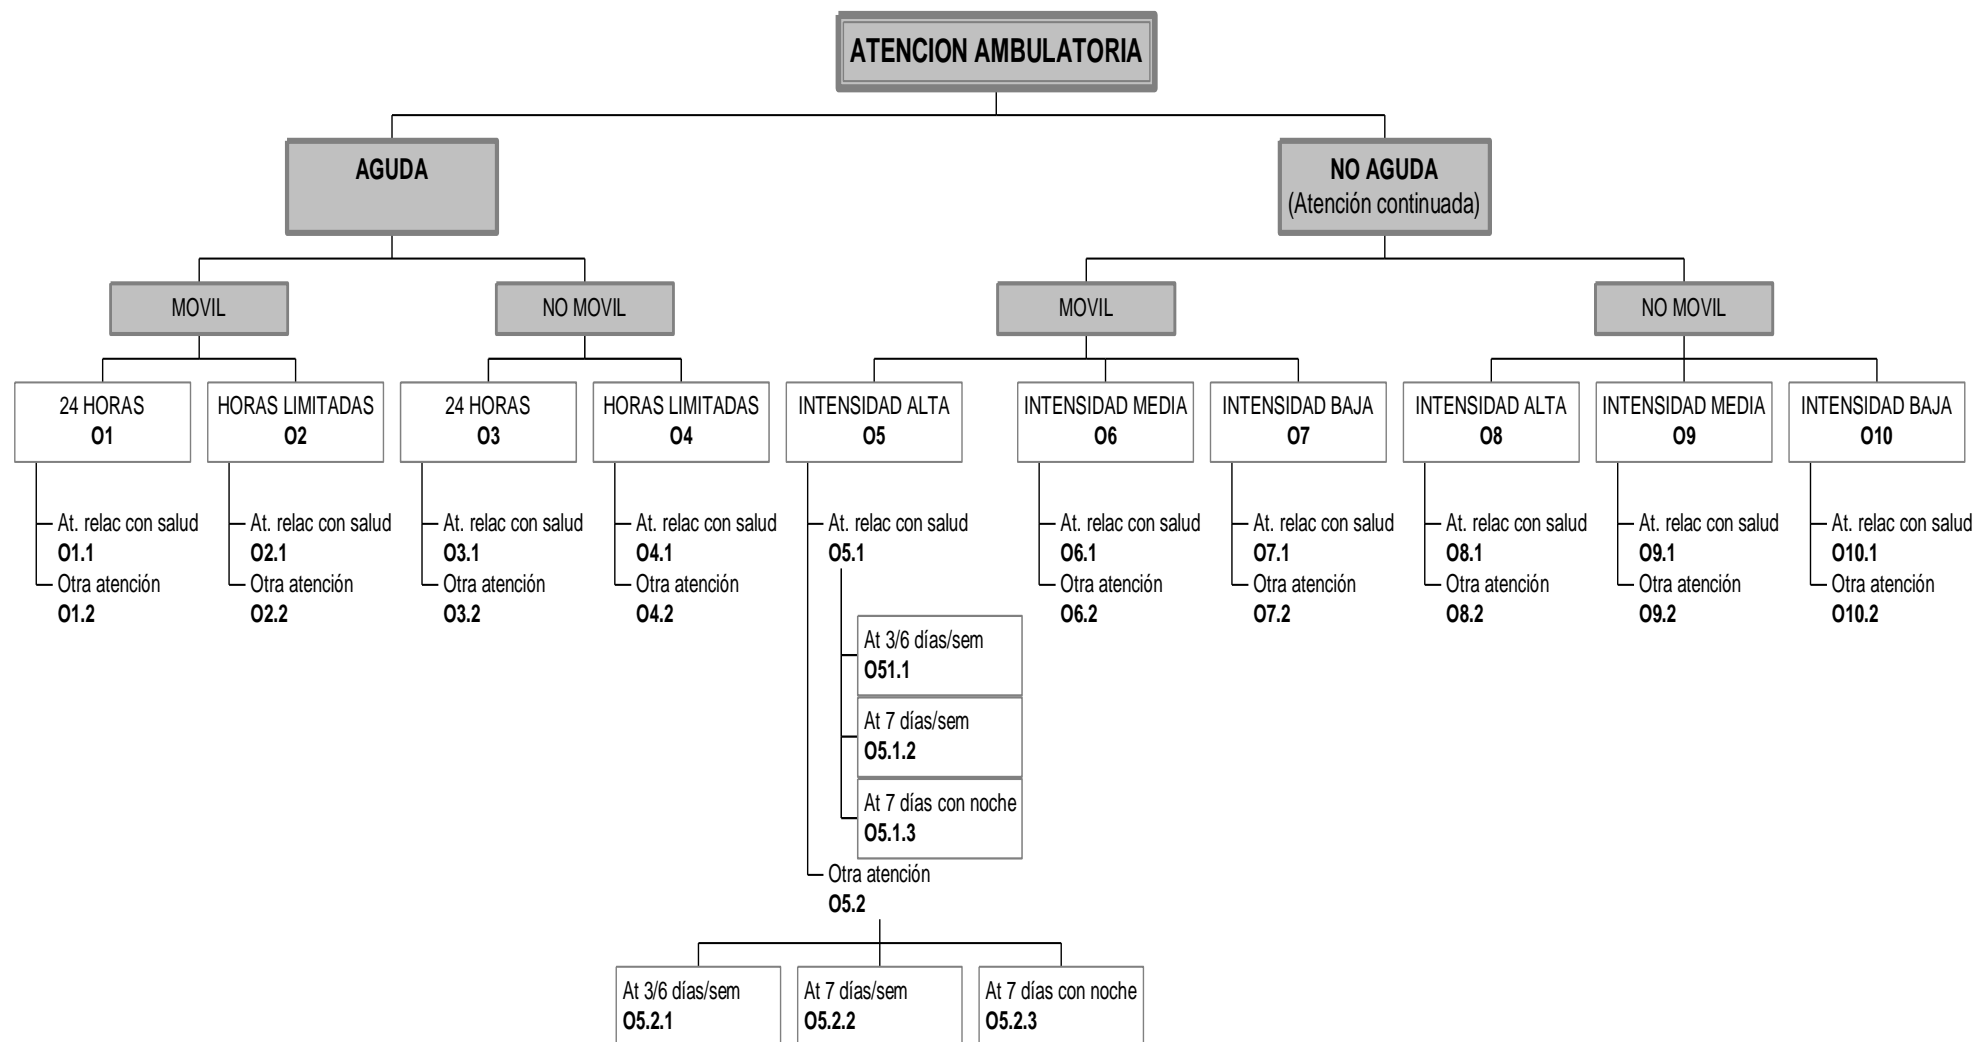 ATENCION AMBULATORIA
AGUDA
NO AGUDA
(Atención continuada)
MOVIL
NO MOVIL
MOVIL
NO MOVIL
24 HORAS
O1
HORAS LIMITADAS
O2
24 HORAS
O3
HORAS LIMITADAS
O4
INTENSIDAD ALTA
O5
INTENSIDAD MEDIA
O6
INTENSIDAD BAJA
O7
INTENSIDAD ALTA
O8
INTENSIDAD MEDIA
O9
INTENSIDAD BAJA
O10
At. relac con salud
O1.1
Otra atención
O1.2
At. relac con salud
O2.1
Otra atención
O2.2
At. relac con salud
O3.1
Otra atención
O3.2
At. relac con salud
O4.1
Otra atención
O4.2
At. relac con salud
O5.1
At 3/6 días/sem
O51.1
At 7 días/sem
O5.1.2
At 7 días con noche
O5.1.3
Otra atención
O5.2
At 3/6 días/sem
O5.2.1
At 7 días/sem
O5.2.2
At 7 días con noche
O5.2.3
At. relac con salud
O6.1
Otra atención
O6.2
At. relac con salud
O7.1
Otra atención
O7.2
At. relac con salud
O8.1
Otra atención
O8.2
At. relac con salud
O9.1
Otra atención
O9.2
At. relac con salud
O10.1
Otra atención
O10.2